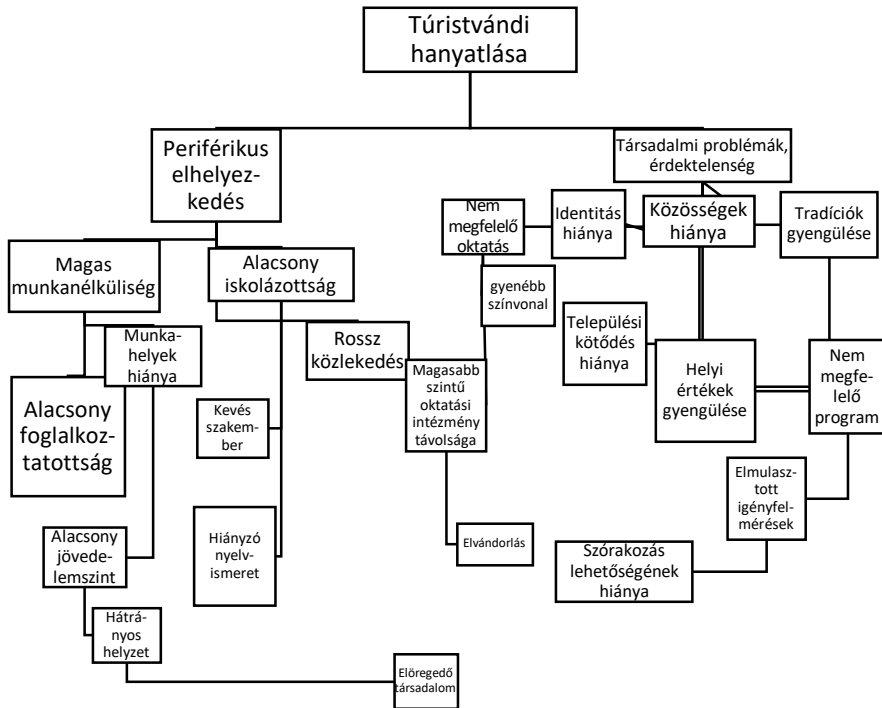 Túristvándi
hanyatlása
Periférikus
elhelyez-
kedés
Társadalmi problémák,
érdektelenség
Magas
munkanélküliség
Alacsony
iskolázottság
Nem
megfelelő
oktatás
Identitás
hiánya
Közösségek
hiánya
Tradíciók
gyengülése
gyenébb
színvonal
Munka-
helyek
hiánya
Rossz
közlekedés
Települési
kötődés
hiánya
Helyi
értékek
gyengülése
Nem
megfe-
lelő
program
Alacsony
foglalkoz-
tatottság
Kevés
szakem-
ber
Magasabb
szintű
oktatási
intézmény
távolsága
Elmulasz-
tott
igényfel-
mérések
Alacsony
jövede-
lemszint
Hiányzó
nyelv-
ismeret
Elvándorlás
Szórakozás
lehetőségének
hiánya
Hátrá-
nyos
helyzet
Elöregedő
társadalom